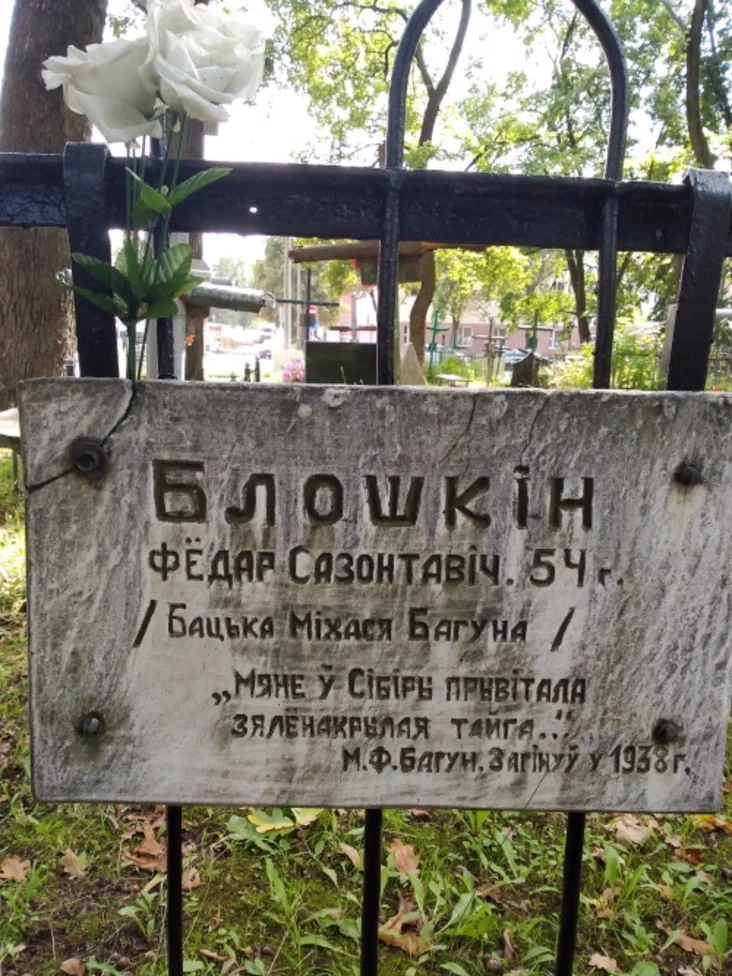 Блошкін
Фёдар Сазонтавіч. 54 г.
/Бацька Міхася Багуна/
„Мяне ў Сібіры прывітала
зялёнакрылая тайга..."
М.Ф.Багун. Загінуў у 1938 г.